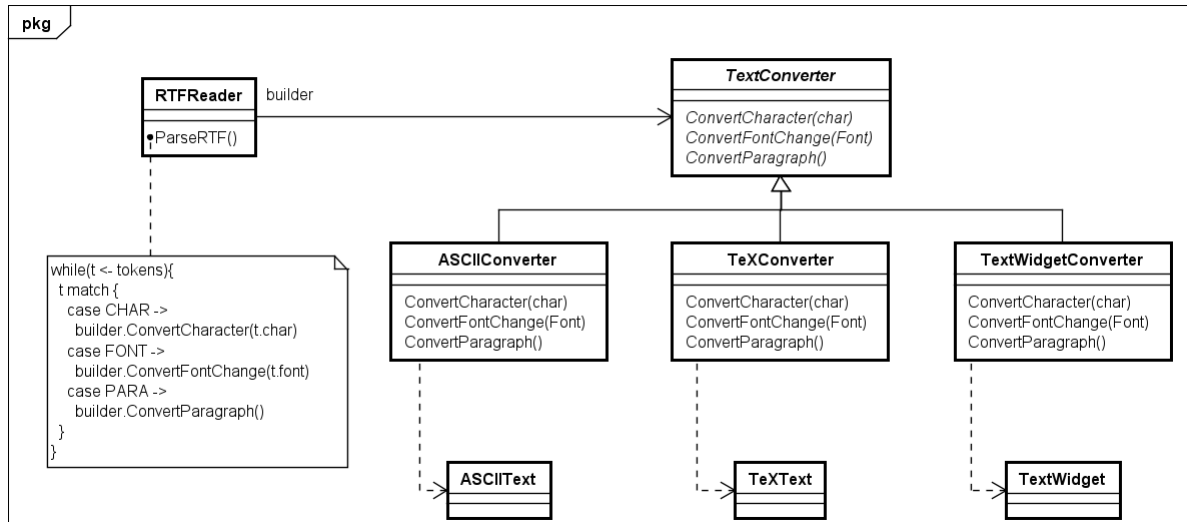 pkg
TextConverter
ConvertCharacter(char)
ConvertFontChange(Font)
ConvertParagraph()
RTFReader
ParseRTF()
builder
while(t <- tokens){
t match {
case CHAR ->
builder.ConvertCharacter(t.char)
case FONT ->
builder.ConvertFontChange(t.font)
case PARA ->
builder.ConvertParagraph()
}
}
ASCIIConverter
ConvertCharacter(char)
ConvertFontChange(Font)
ConvertParagraph()
TeXConverter
ConvertCharacter(char)
ConvertFontChange(Font)
ConvertParagraph()
TextWidgetConverter
ConvertCharacter(char)
ConvertFontChange(Font)
ConvertParagraph()
ASCIIText
TeXText
TextWidget